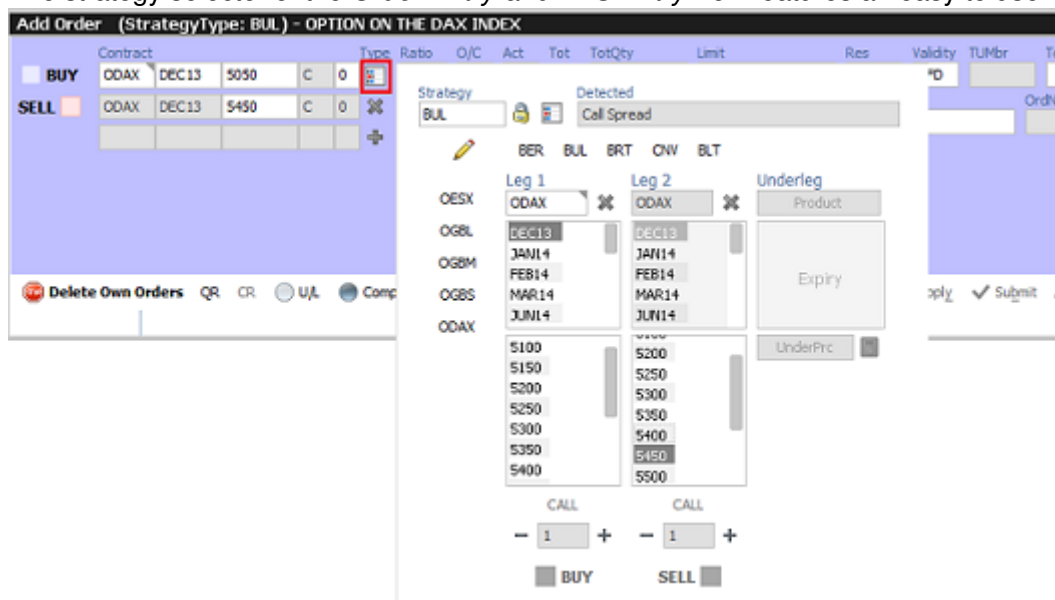 Add Order (StrategyType: BUL) - OPTION ON THE DAX INDEX
Contract Type Ratio O/C Act Tot TotQty Limit Res Validity TUMbr
BUY ODAX DEC13 5050 C 0
SELL ODAX DEC13 5450 C 0
Strategy Detected
BUL Call Spread
BER BUL BRT CNV BLT
Leg 1 Leg 2 Underleg
OESX ODAX ODAX Product
OGBL DEC13 DEC13
JAN14 JAN14
OGBM FEB14 FEB14 Expiry
OGBS MAR14 MAR14
JUN14 JUN14
ODAX
5100
5150 5200 UnderPrc
5200 5250
5250 5300
5300 5350
5350 5400
5400 5450
5500
CALL CALL
- 1 + - 1 +
BUY SELL
Delete Own Orders QR CR U/L Submit